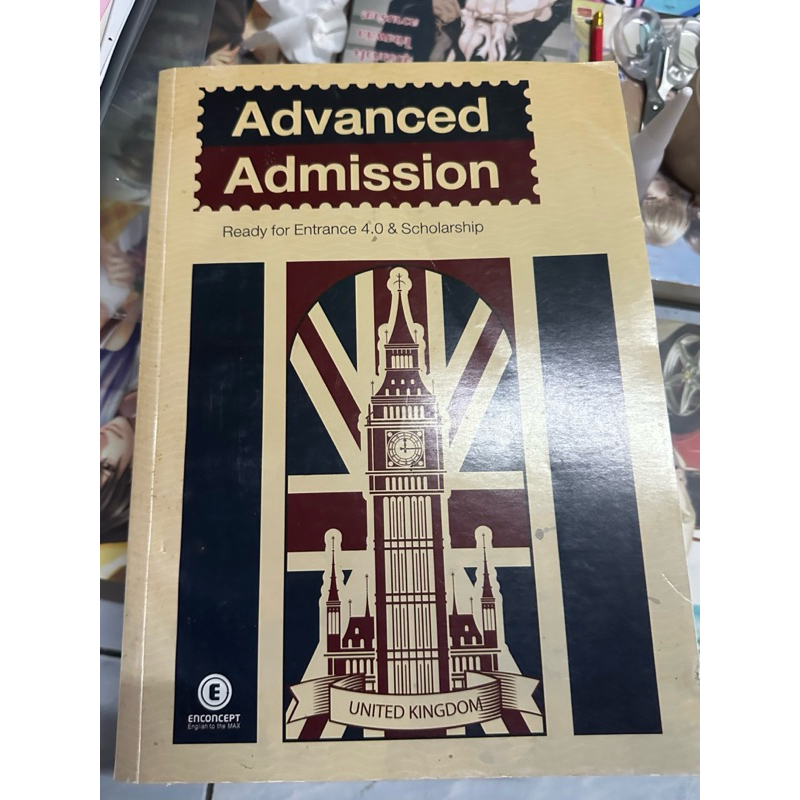 Advanced
Admission
Ready for Entrance 4.0 & Scholarship
UNITED KINGDOM
E
ENCONCEPT
English to the MAX